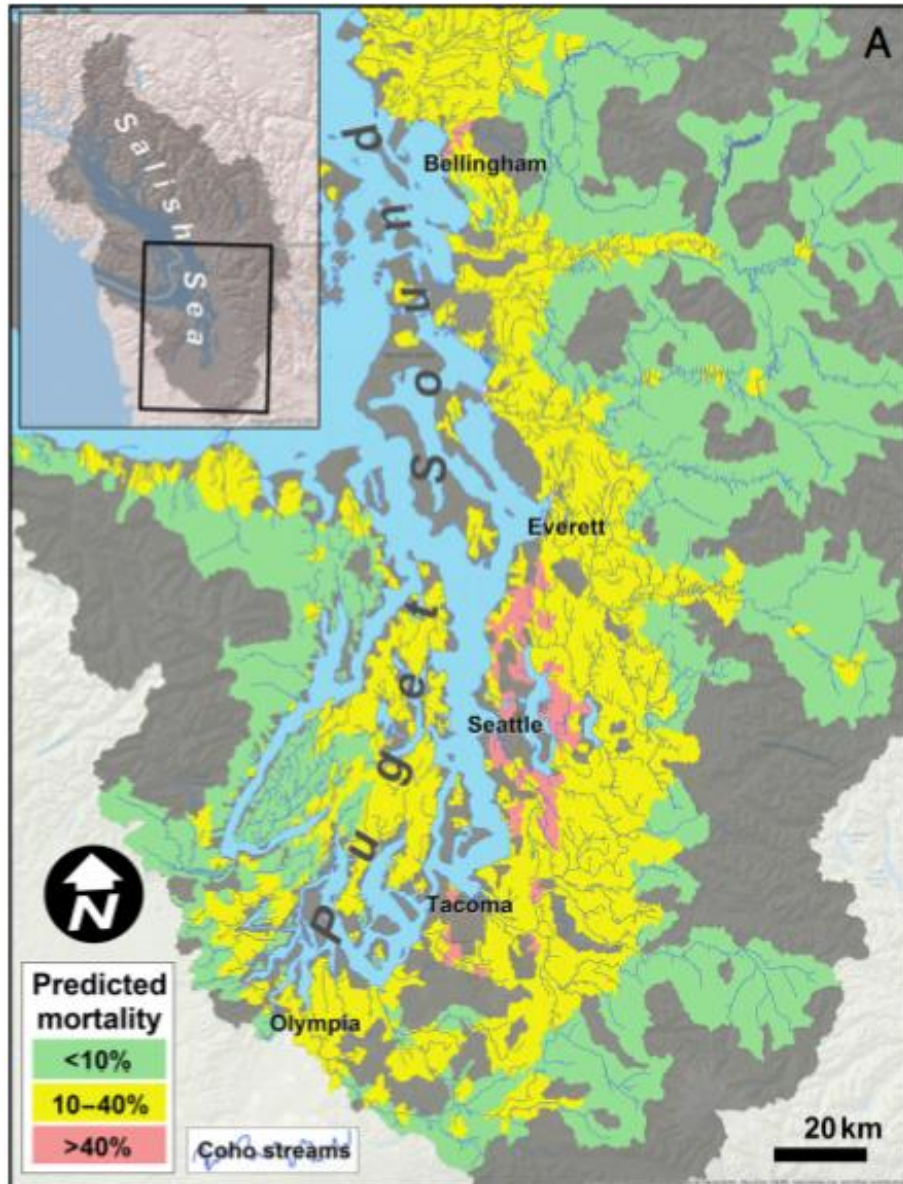 A
Salish Sea
Bellingham
Puget Sound
Everett
Seattle
Tacoma
Olympia
N
Predicted
mortality
<10%
10–40%
>40%
Coho streams
20 km